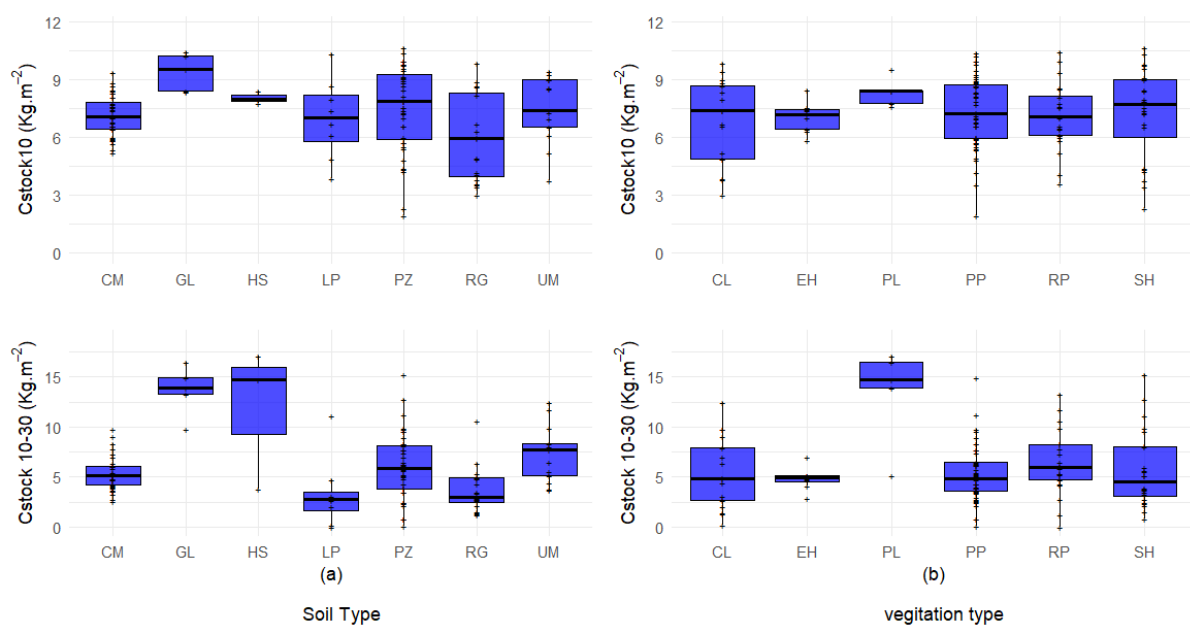 Cstock10 (Kg.m⁻²)
12
9
6
3
0
CM GL HS LP PZ RG UM
Cstock10 (Kg.m⁻²)
12
9
6
3
0
CL EH PL PP RP SH
Cstock 10-30 (Kg.m⁻²)
15
10
5
0
CM GL HS LP PZ RG UM
(a)
Soil Type
Cstock 10-30 (Kg.m⁻²)
15
10
5
0
CL EH PL PP RP SH
(b)
vegitation type